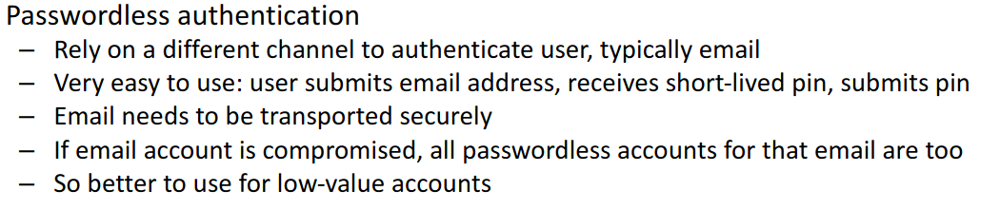 Passwordless authentication
– Rely on a different channel to authenticate user, typically email
– Very easy to use: user submits email address, receives short-lived pin, submits pin
– Email needs to be transported securely
– If email account is compromised, all passwordless accounts for that email are too
– So better to use for low-value accounts